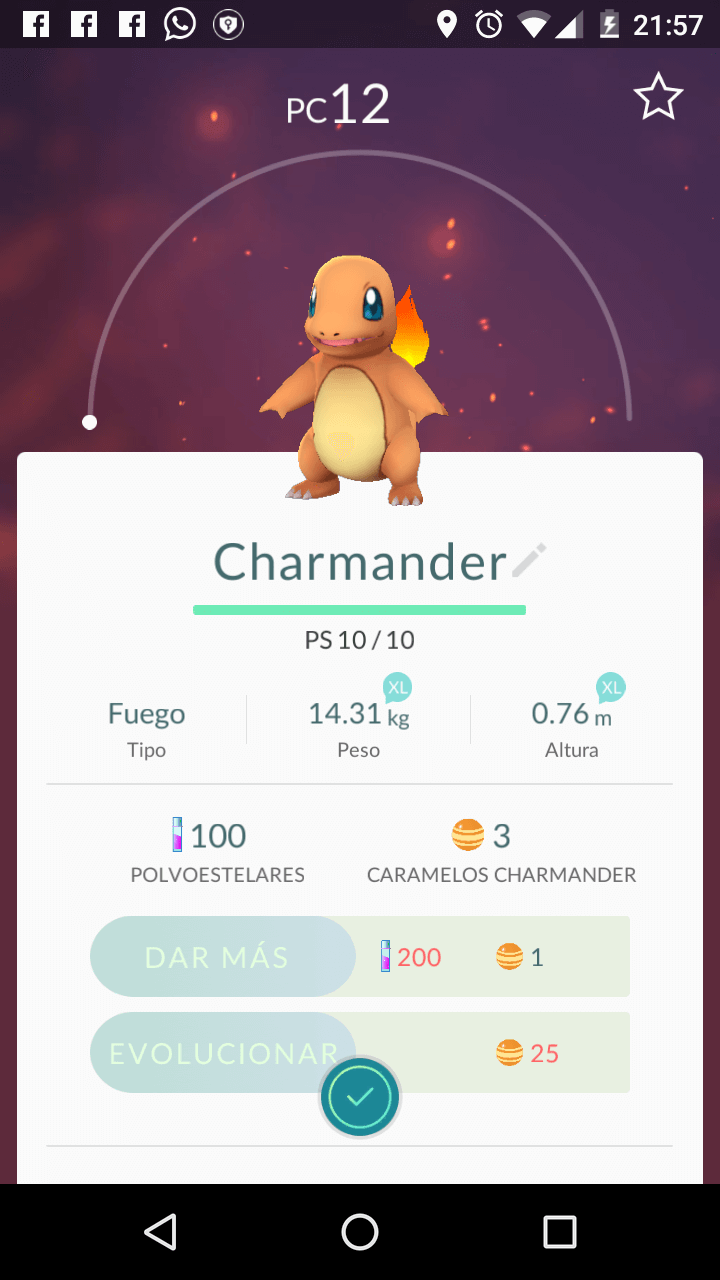 21:57
PC12
Charmander
PS 10 / 10
XL XL
Fuego 14.31 kg 0.76 m
Tipo Peso Altura
100 3
POLVOESTELARES CARAMELOS CHARMANDER
DAR MÁS 200 1
EVOLUCIONAR 25